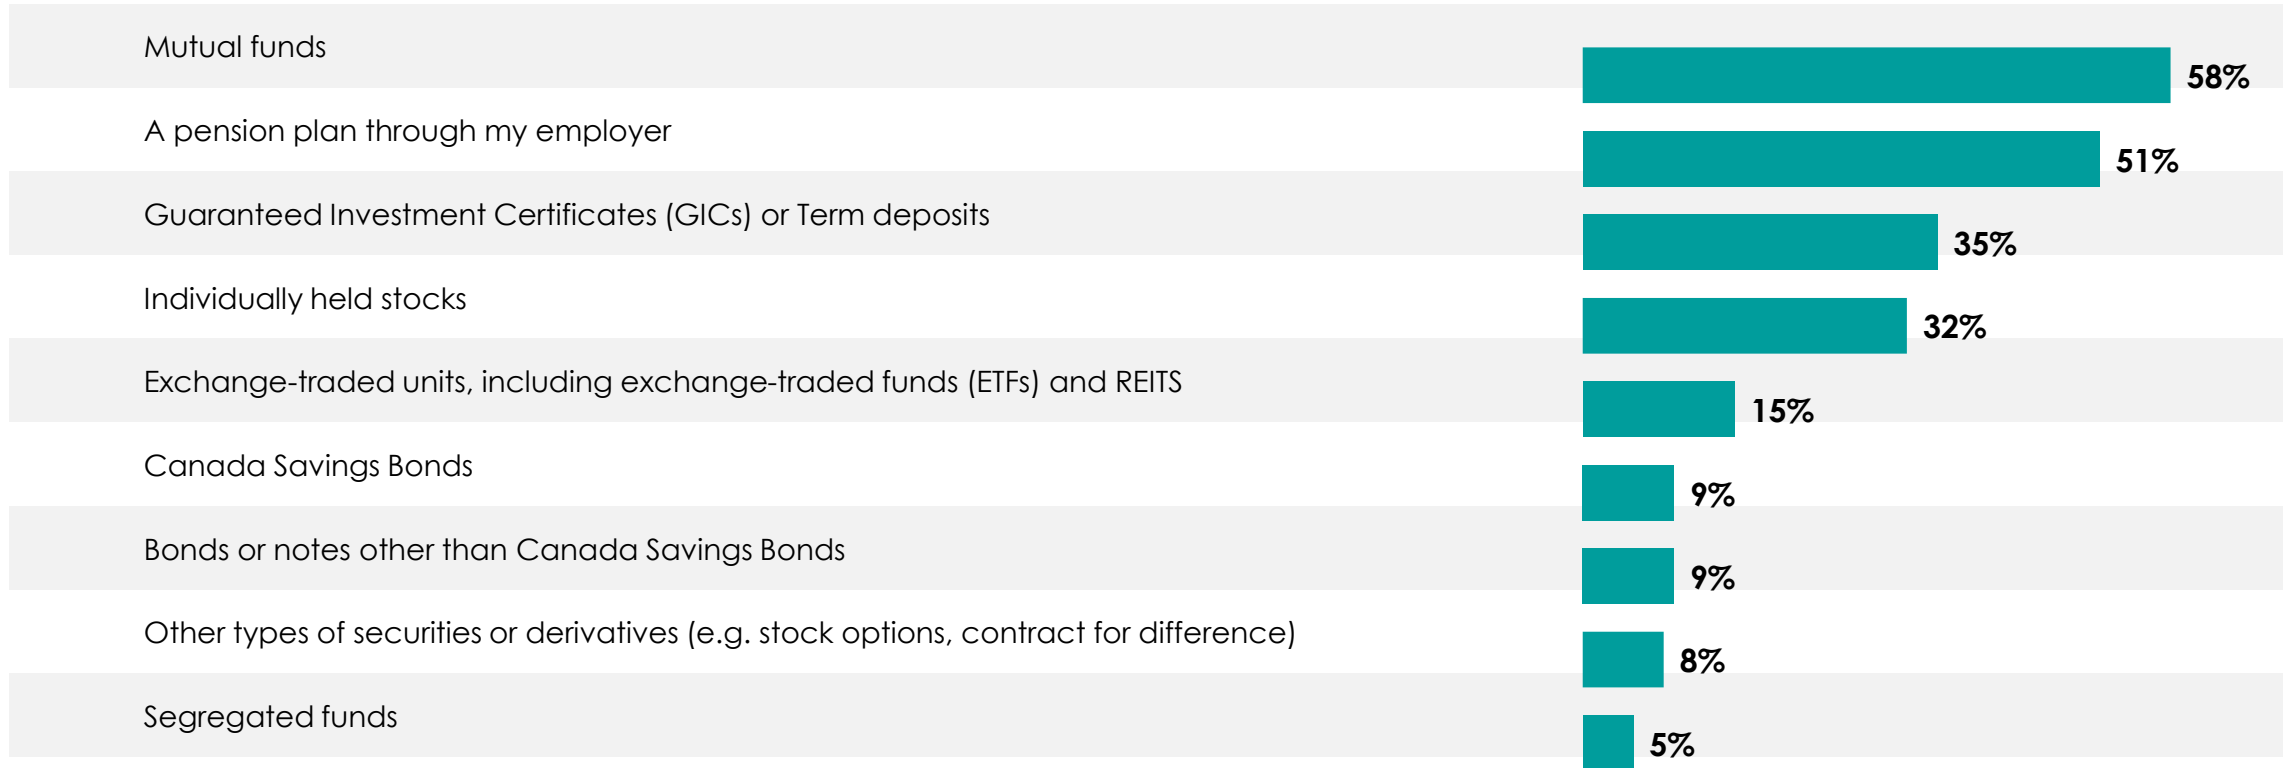 Mutual funds
58%
A pension plan through my employer
51%
Guaranteed Investment Certificates (GICs) or Term deposits
35%
Individually held stocks
32%
Exchange-traded units, including exchange-traded funds (ETFs) and REITS
15%
Canada Savings Bonds
9%
Bonds or notes other than Canada Savings Bonds
9%
Other types of securities or derivatives (e.g. stock options, contract for difference)
8%
Segregated funds
5%